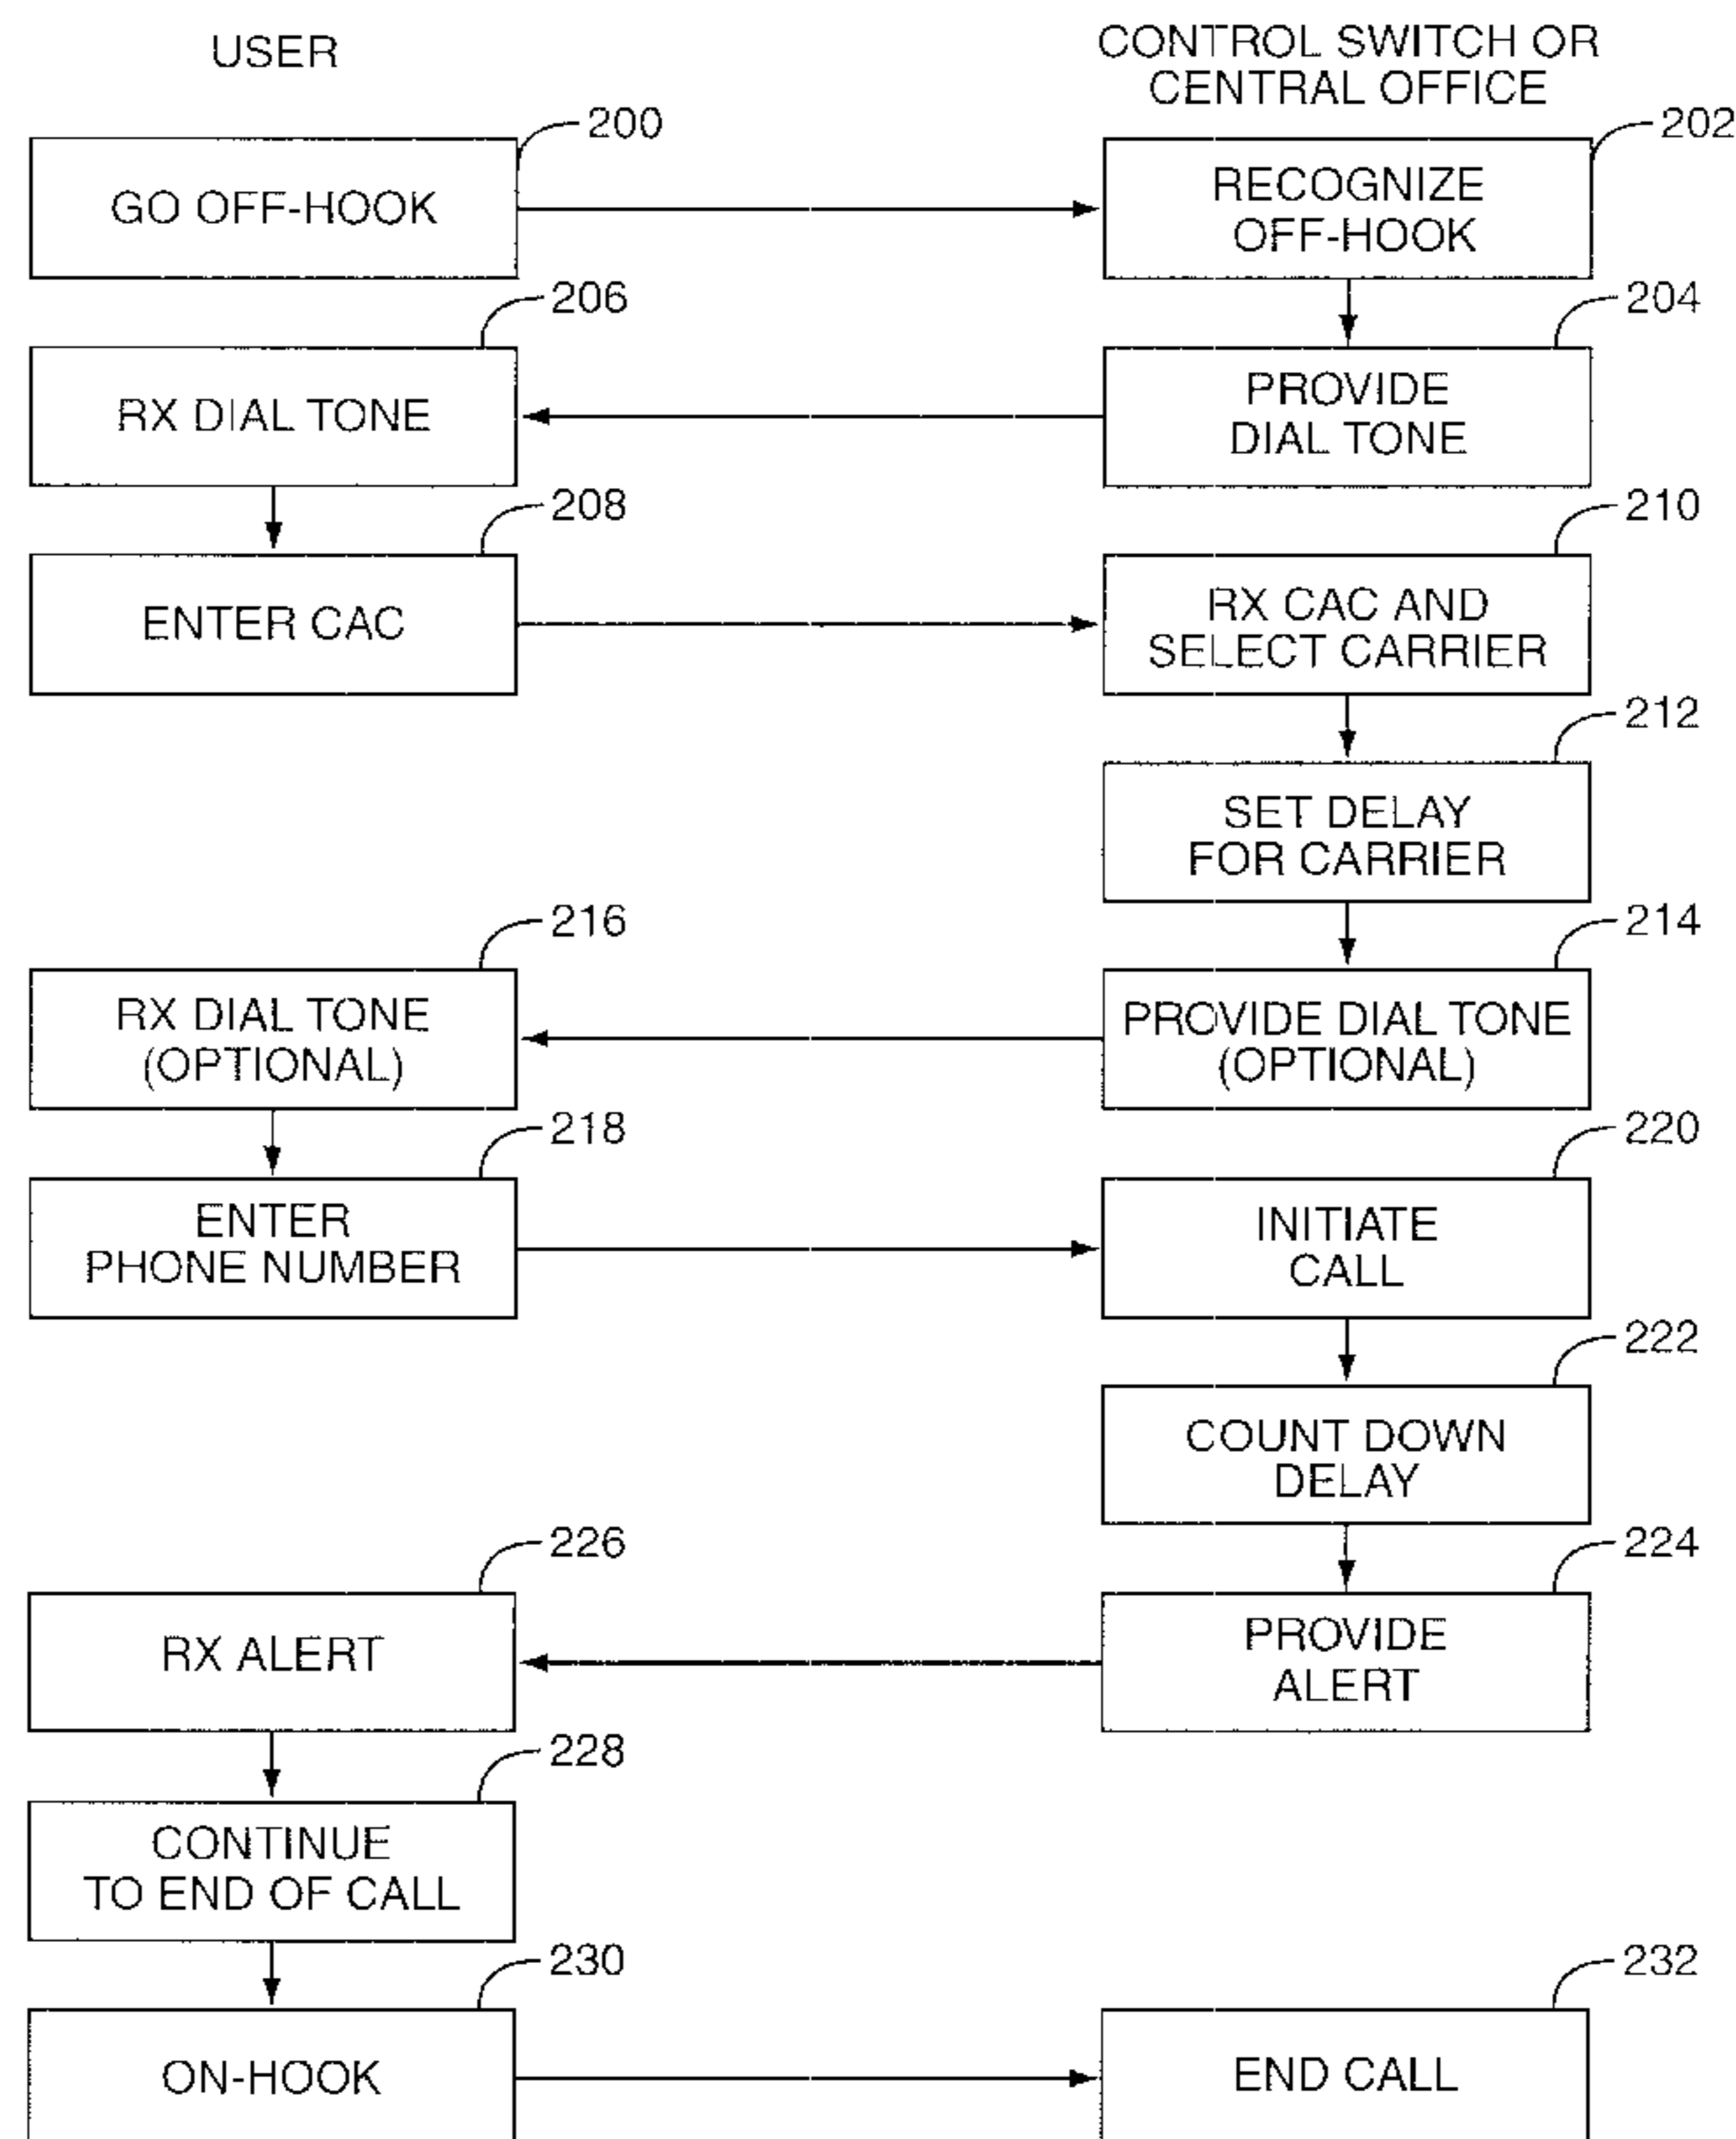 USER
CONTROL SWITCH OR
CENTRAL OFFICE
200
GO OFF-HOOK
202
RECOGNIZE
OFF-HOOK
204
PROVIDE
DIAL TONE
206
RX DIAL TONE
208
ENTER CAC
210
RX CAC AND
SELECT CARRIER
212
SET DELAY
FOR CARRIER
214
PROVIDE DIAL TONE
(OPTIONAL)
216
RX DIAL TONE
(OPTIONAL)
218
ENTER
PHONE NUMBER
220
INITIATE
CALL
222
COUNT DOWN
DELAY
224
PROVIDE
ALERT
226
RX ALERT
228
CONTINUE
TO END OF CALL
230
ON-HOOK
232
END CALL